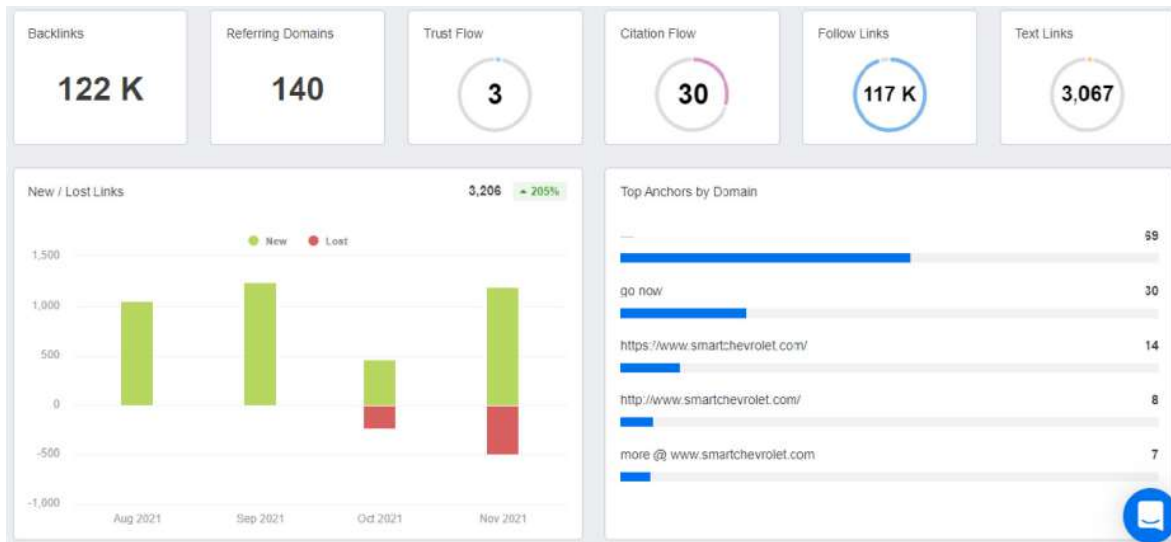 Backlinks
122 K
Referring Domains
140
Trust Flow
3
Citation Flow
30
Follow Links
117 K
Text Links
3,067
New / Lost Links
3,206
205%
New
Lost
1,500
1,000
500
0
-500
-1,000
Aug 2021
Sep 2021
Oct 2021
Nov 2021
Top Anchors by Domain
—
69
go now
30
https://www.smartchevrolet.com/
14
http://www.smartchevrolet.com/
8
more @ www.smartchevrolet.com
7